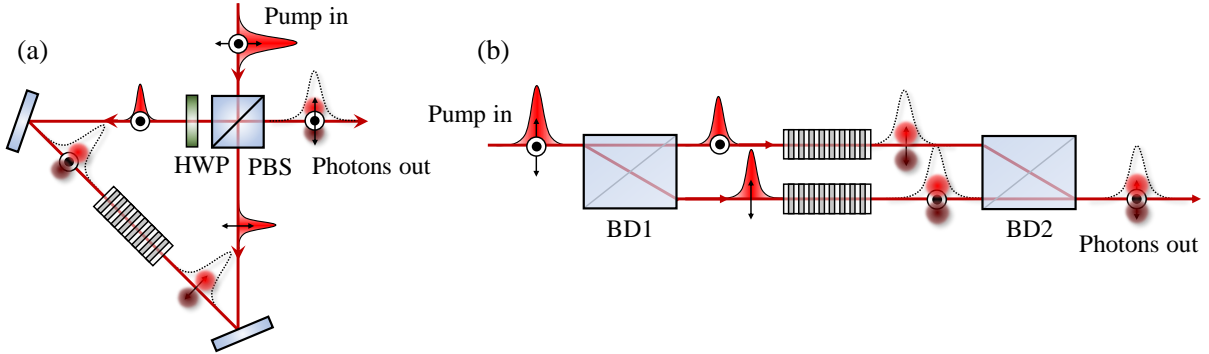 (a)
Pump in
HWP
PBS
Photons out
(b)
Pump in
BD1
BD2
Photons out